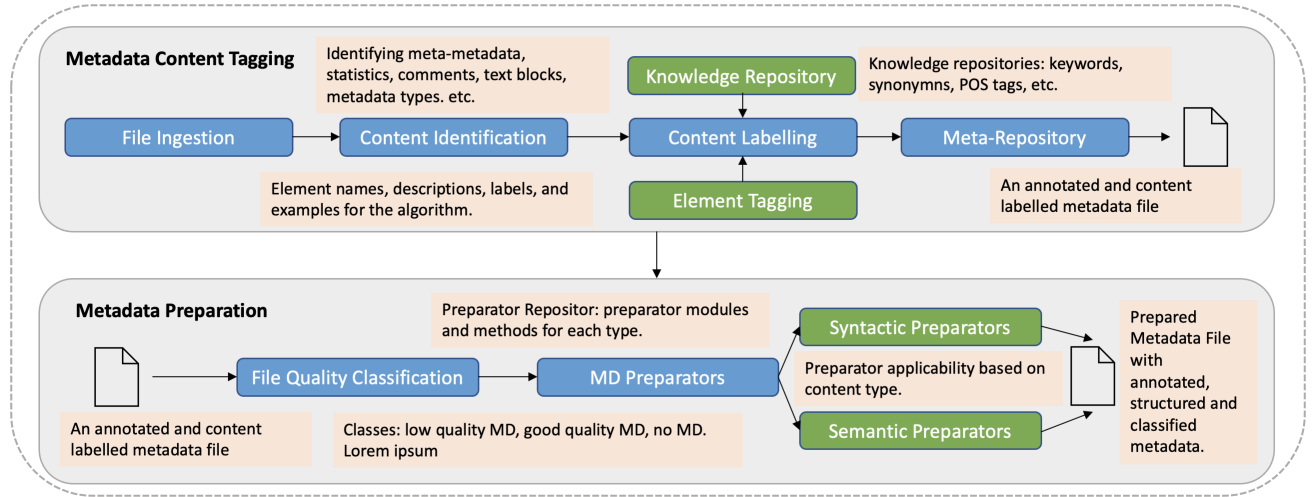 Metadata Content Tagging
Identifying meta-metadata,
statistics, comments, text blocks,
metadata types. etc.
Knowledge Repository
Knowledge repositories: keywords,
synonymns, POS tags, etc.
File Ingestion
Content Identification
Content Labelling
Meta-Repository
Element names, descriptions, labels, and
examples for the algorithm.
Element Tagging
An annotated and content
labelled metadata file
Metadata Preparation
Preparator Repositor: preparator modules
and methods for each type.
Syntactic Preparators
Prepared
Metadata File
with
annotated,
structured and
classified
metadata.
File Quality Classification
MD Preparators
Preparator applicability based on
content type.
An annotated and content
labelled metadata file
Classes: low quality MD, good quality MD, no MD.
Lorem ipsum
Semantic Preparators